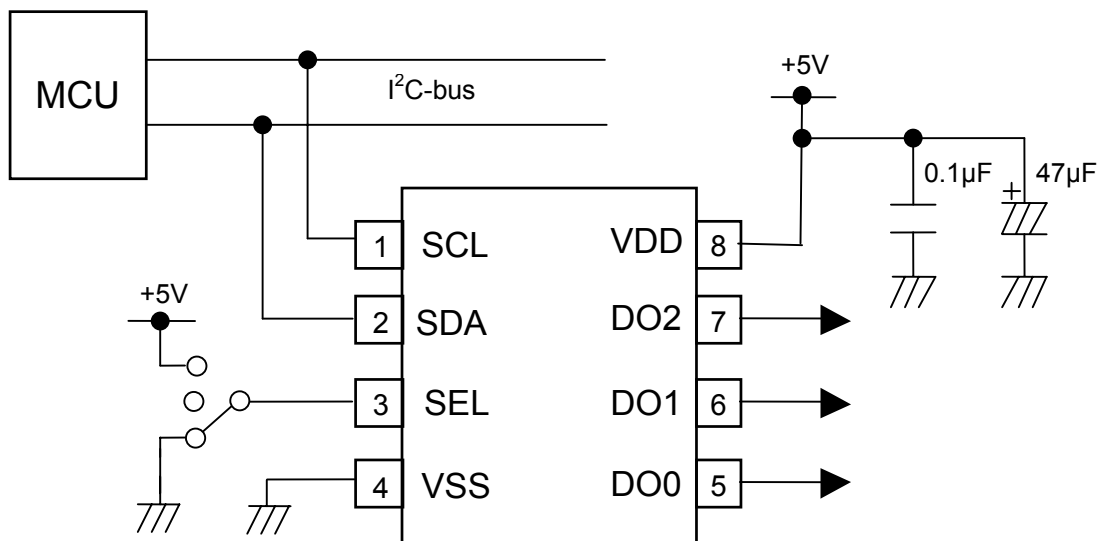 MCU
I²C-bus
+5V
0.1µF
+
47µF
1
SCL
VDD
8
+5V
2
SDA
DO2
7
3
SEL
DO1
6
4
VSS
DO0
5